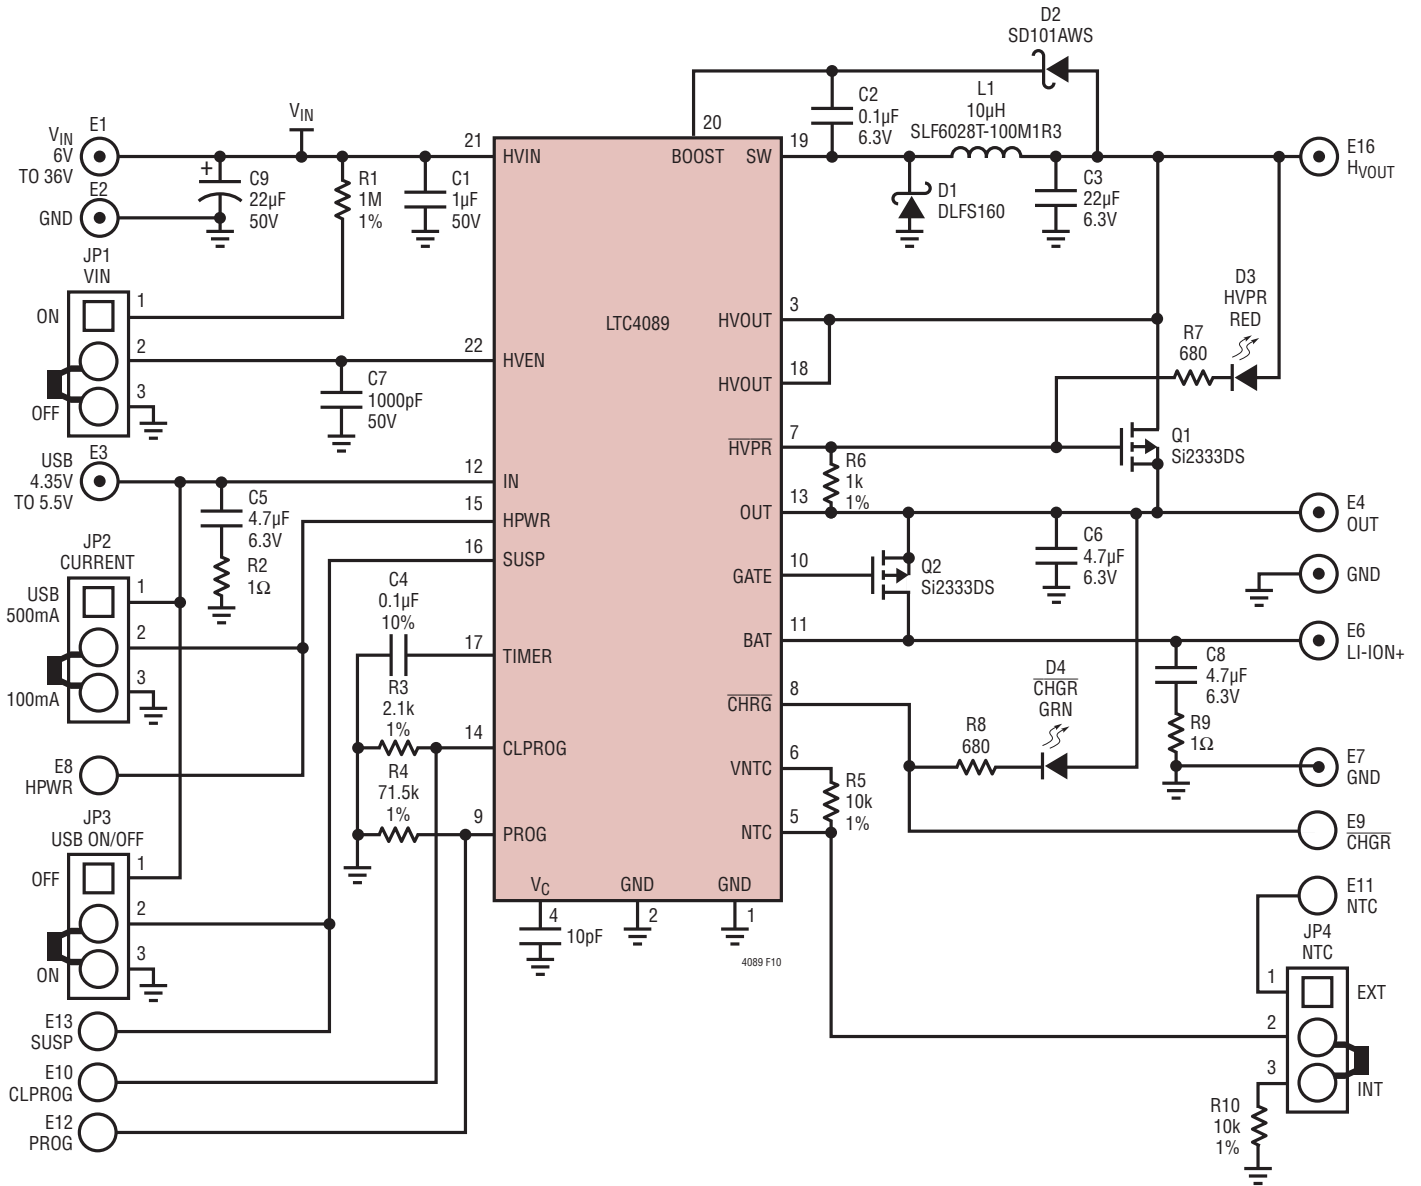 D2
SD101AWS
VIN
E1
VIN
6V
TO 36V
E2
GND
+
C9
22µF
50V
R1
1M
1%
C1
1µF
50V
21
HVIN
20
BOOST
SW
19
C2
0.1µF
6.3V
L1
10µH
SLF6028T-100M1R3
D1
DLFS160
C3
22µF
6.3V
E16
HVOUT
JP1
VIN
ON
1
2
3
OFF
22
HVEN
C7
1000pF
50V
LTC4089
3
HVOUT
18
HVOUT
D3
HVPR
RED
R7
680
7
HVPR
R6
1k
1%
Q1
Si2333DS
E3
USB
4.35V
TO 5.5V
12
IN
15
HPWR
16
SUSP
C5
4.7µF
6.3V
R2
1Ω
13
OUT
E4
OUT
10
GATE
Q2
Si2333DS
C6
4.7µF
6.3V
GND
JP2
CURRENT
USB
500mA
1
2
3
100mA
C4
0.1µF
10%
17
TIMER
11
BAT
E6
LI-ION+
C8
4.7µF
6.3V
R9
1Ω
R3
2.1k
1%
14
CLPROG
8
CHRG
D4
CHGR
GRN
R8
680
E7
GND
E8
HPWR
R4
71.5k
1%
9
PROG
6
VNTC
R5
10k
1%
5
NTC
E9
CHGR
JP3
USB ON/OFF
OFF
1
2
3
ON
VC
GND
GND
4
10pF
2
1
4089 F10
E11
NTC
JP4
NTC
1
EXT
2
3
INT
R10
10k
1%
E13
SUSP
E10
CLPROG
E12
PROG